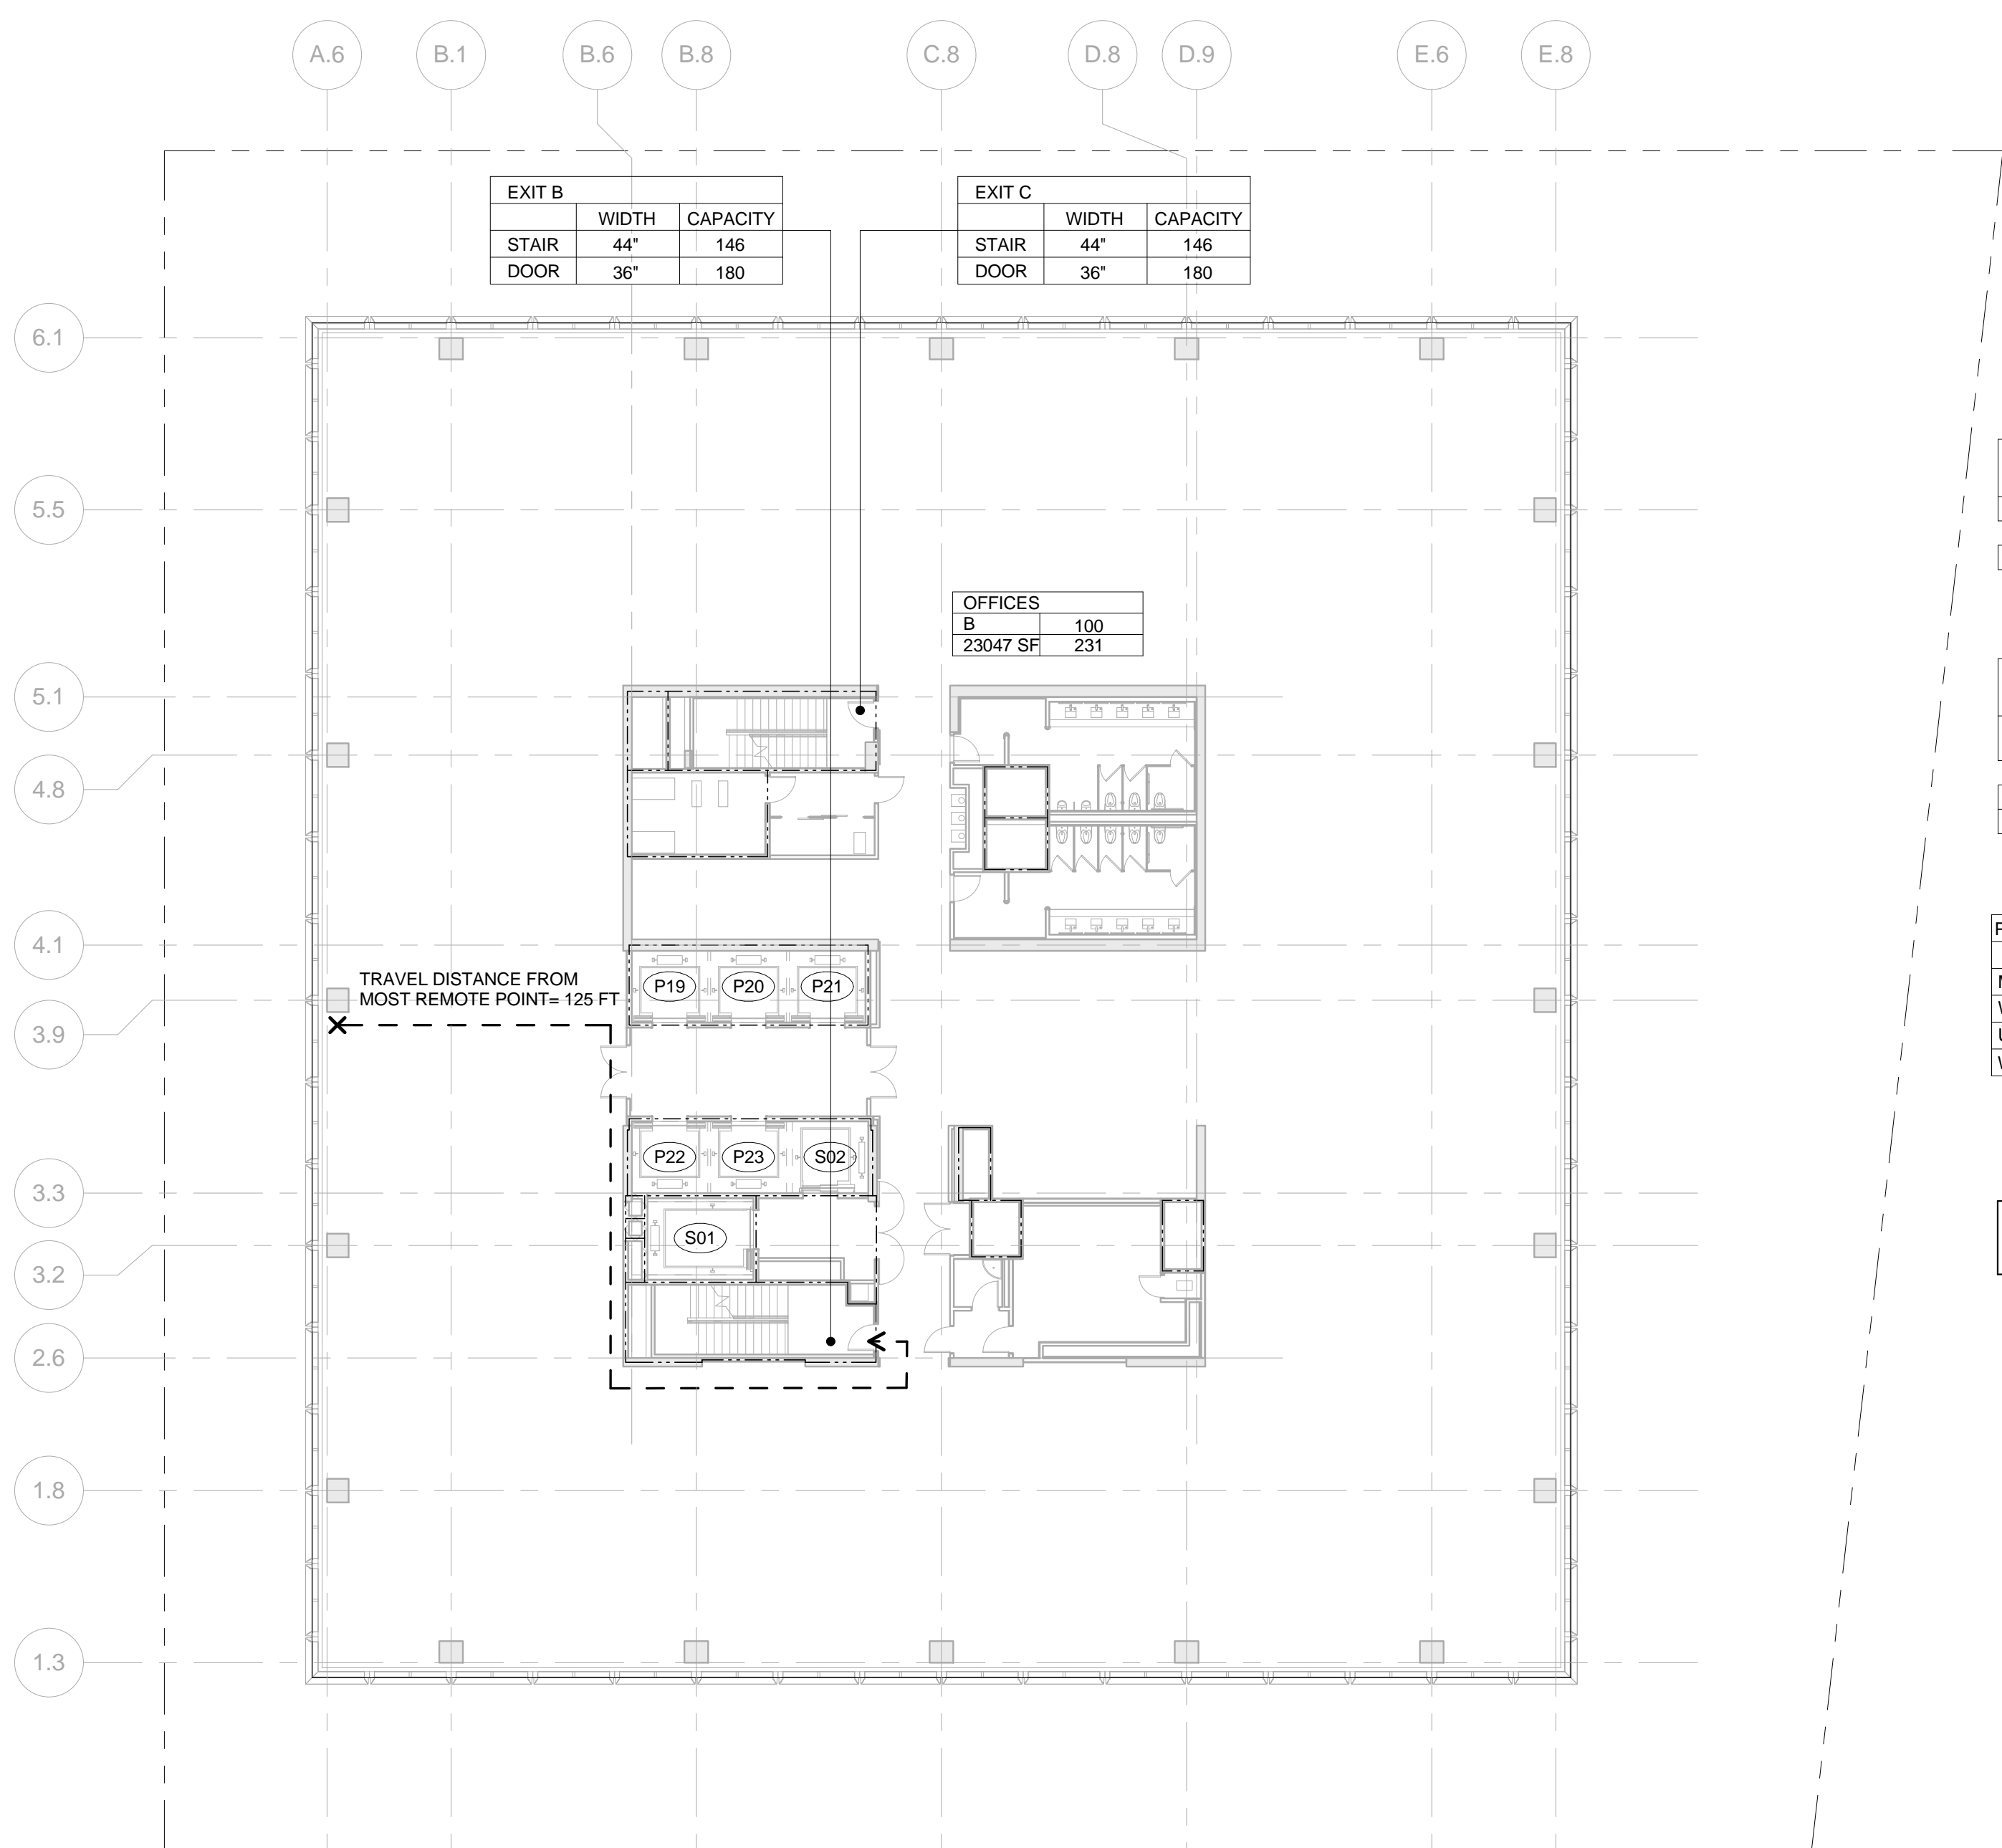 A.6 B.1 B.6 B.8 C.8 D.8 D.9 E.6 E.8
EXIT B
WIDTH CAPACITY
STAIR 44" 146
DOOR 36" 180
EXIT C
WIDTH CAPACITY
STAIR 44" 146
DOOR 36" 180
6.1
5.5
OFFICES
B 100
23047 SF 231
5.1
4.8
4.1
TRAVEL DISTANCE FROM
MOST REMOTE POINT= 125 FT
P19 P20 P21
3.9
P22 P23 S02
3.3
S01
3.2
2.6
1.8
1.3